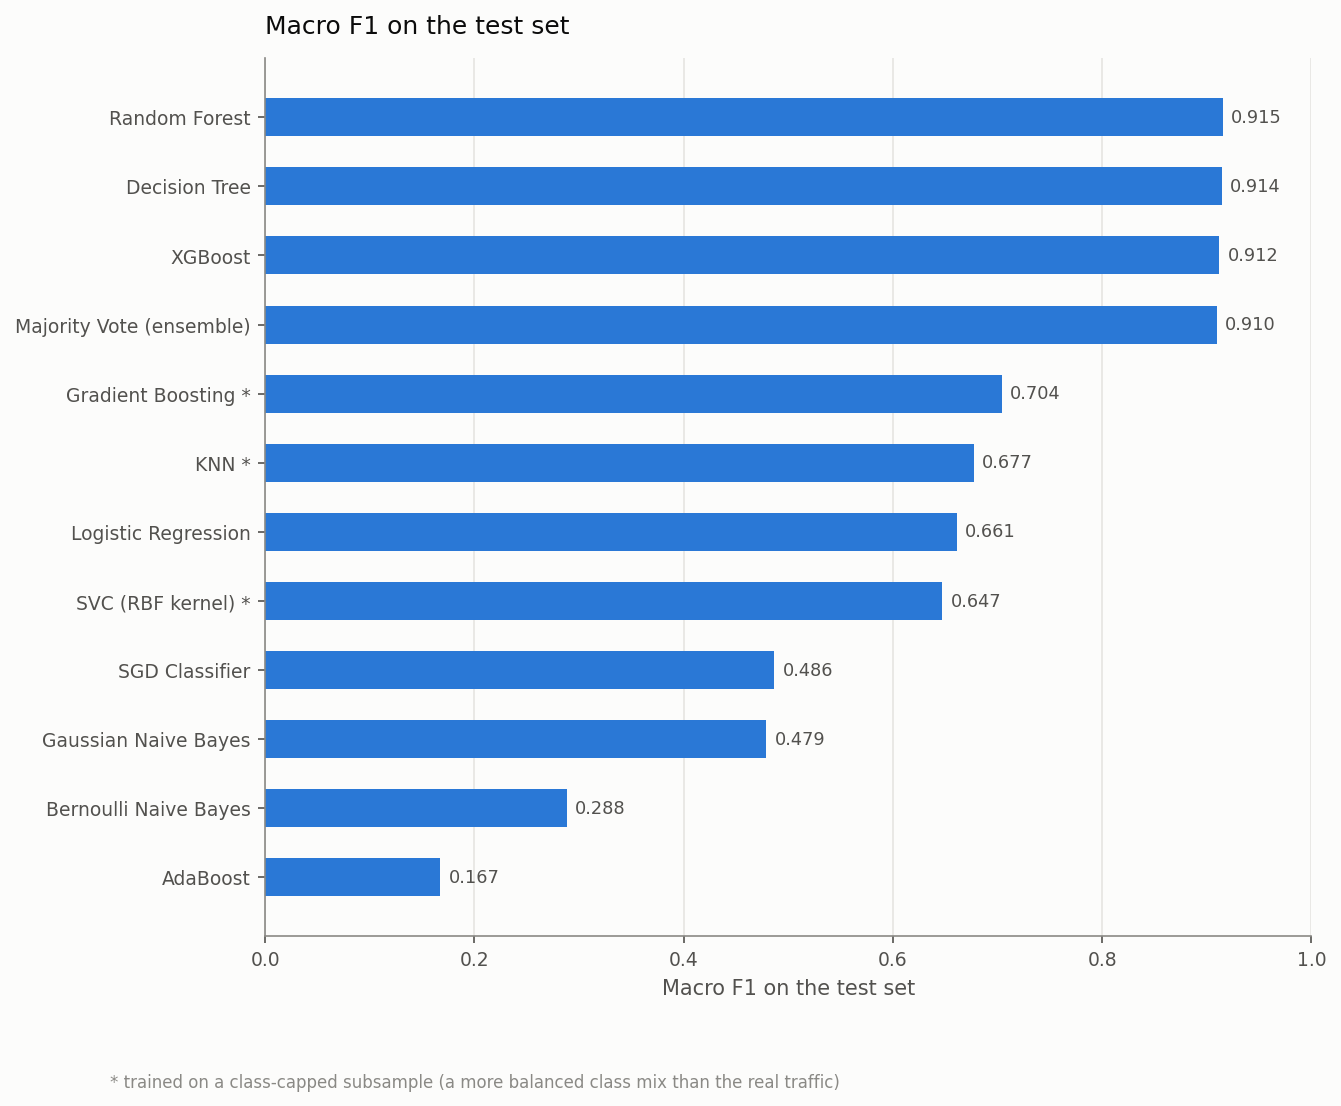 Macro F1 on the test set
Random Forest 0.915
Decision Tree 0.914
XGBoost 0.912
Majority Vote (ensemble) 0.910
Gradient Boosting * 0.704
KNN * 0.677
Logistic Regression 0.661
SVC (RBF kernel) * 0.647
SGD Classifier 0.486
Gaussian Naive Bayes 0.479
Bernoulli Naive Bayes 0.288
AdaBoost 0.167
0.0 0.2 0.4 0.6 0.8 1.0
Macro F1 on the test set
* trained on a class-capped subsample (a more balanced class mix than the real traffic)